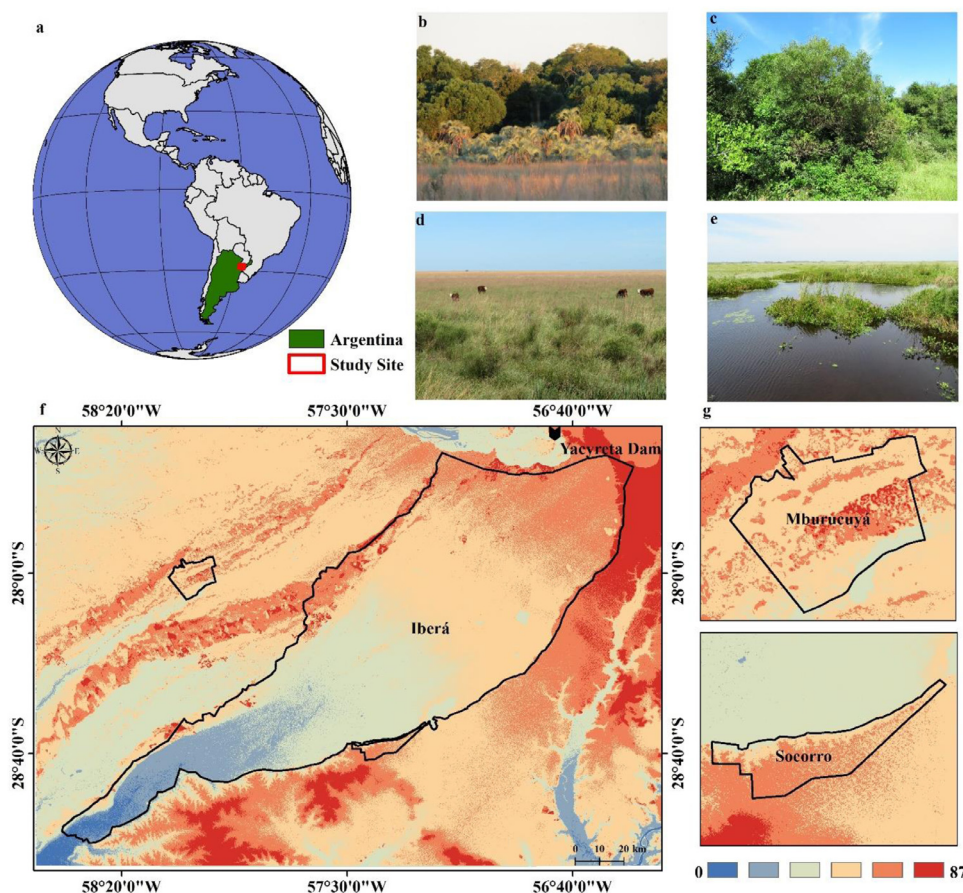 a
b
c
d
e
Argentina
Study Site
f
58°20'0"W
57°30'0"W
56°40'0"W
g
N
W
E
S
Yacyreta Dam
Mburucuyá
28°0'0"S
28°0'0"S
Iberá
28°40'0"S
28°40'0"S
Socorro
0 10 20 km
58°20'0"W
57°30'0"W
56°40'0"W
0
87